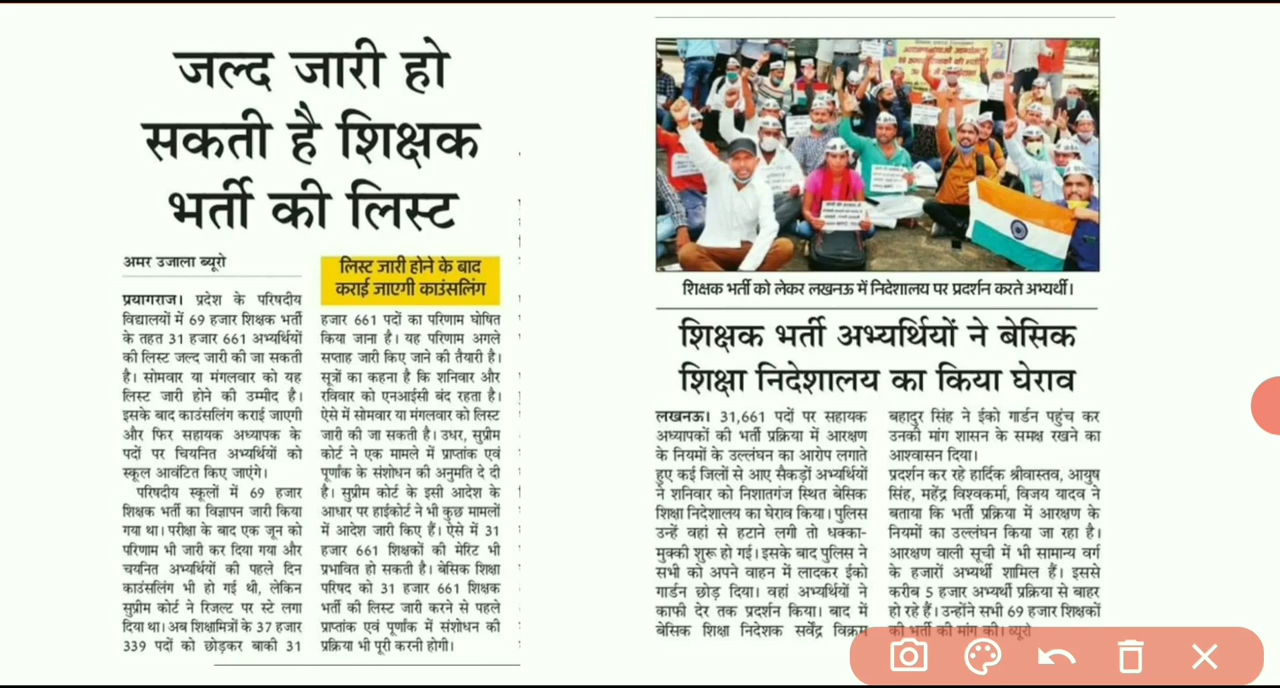 जल्द जारी हो
सकती है शिक्षक
भर्ती की लिस्ट
अमर उजाला ब्यूरो
प्रयागराज। प्रदेश के परिषदीय
विद्यालयों में 69 हजार शिक्षक भर्ती
के तहत 31 हजार 661 अभ्यर्थियों
की लिस्ट जल्द जारी की जा सकती
है। सोमवार या मंगलवार को यह
लिस्ट जारी होने की उम्मीद है।
इसके बाद काउंसलिंग कराई जाएगी
और फिर सहायक अध्यापक के
पदों पर चियनित अभ्यर्थियों को
स्कूल आवंटित किए जाएंगे।
परिषदीय स्कूलों में 69 हजार
शिक्षक भर्ती का विज्ञापन जारी किया
गया था। परीक्षा के बाद एक जून को
परिणाम भी जारी कर दिया गया और
चयनित अभ्यर्थियों की पहले दिन
काउंसलिंग भी हो गई थी, लेकिन
सुप्रीम कोर्ट ने रिजल्ट पर स्टे लगा
दिया था। अब शिक्षामित्रों के 37 हजार
339 पदों को छोड़कर बाकी 31
लिस्ट जारी होने के बाद
कराई जाएगी काउंसलिंग
हजार 661 पदों का परिणाम घोषित
किया जाना है। यह परिणाम अगले
सप्ताह जारी किए जाने की तैयारी है।
सूत्रों का कहना है कि शनिवार और
रविवार को एनआईसी बंद रहता है।
ऐसे में सोमवार या मंगलवार को लिस्ट
जारी की जा सकती है। उधर, सुप्रीम
कोर्ट ने एक मामले में प्राप्तांक एवं
पूर्णांक के संशोधन की अनुमति दे दी
है। सुप्रीम कोर्ट के इसी आदेश के
आधार पर हाईकोर्ट ने भी कुछ मामलों
में आदेश जारी किए हैं। ऐसे में 31
हजार 661 शिक्षकों की मेरिट भी
प्रभावित हो सकती है। बेसिक शिक्षा
परिषद को 31 हजार 661 शिक्षक
भर्ती की लिस्ट जारी करने से पहले
प्राप्तांक एवं पूर्णांक में संशोधन की
प्रक्रिया भी पूरी करनी होगी।
शिक्षक भर्ती को लेकर लखनऊ में निदेशालय पर प्रदर्शन करते अभ्यर्थी।
शिक्षक भर्ती अभ्यर्थियों ने बेसिक
शिक्षा निदेशालय का किया घेराव
लखनऊ। 31,661 पदों पर सहायक
अध्यापकों की भर्ती प्रक्रिया में आरक्षण
के नियमों के उल्लंघन का आरोप लगाते
हुए कई जिलों से आए सैकड़ों अभ्यर्थियों
ने शनिवार को निशातगंज स्थित बेसिक
शिक्षा निदेशालय का घेराव किया। पुलिस
उन्हें वहां से हटाने लगी तो धक्का-
मुक्की शुरू हो गई। इसके बाद पुलिस ने
सभी को अपने वाहन में लादकर ईको
गार्डन छोड़ दिया। वहां अभ्यर्थियों ने
काफी देर तक प्रदर्शन किया। बाद में
बेसिक शिक्षा निदेशक सर्वेंद्र विक्रम
बहादुर सिंह ने ईको गार्डन पहुंच कर
उनकी मांग शासन के समक्ष रखने का
आश्वासन दिया।
प्रदर्शन कर रहे हार्दिक श्रीवास्तव, आयुष
सिंह, महेंद्र विश्वकर्मा, विजय यादव ने
बताया कि भर्ती प्रक्रिया में आरक्षण के
नियमों का उल्लंघन किया जा रहा है।
आरक्षण वाली सूची में भी सामान्य वर्ग
के हजारों अभ्यर्थी शामिल हैं। इससे
करीब 5 हजार अभ्यर्थी प्रक्रिया से बाहर
हो रहे हैं। उन्होंने सभी 69 हजार शिक्षकों
की भर्ती की मांग की। ब्यूरो